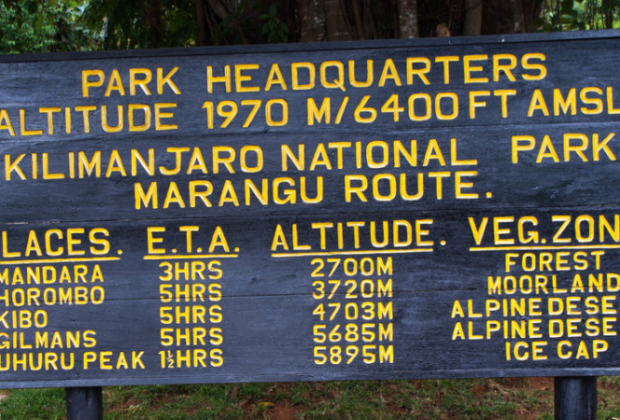 PARK HEADQUARTERS
ALTITUDE 1970 M/6400 FT AMSL
KILIMANJARO NATIONAL PARK
MARANGU ROUTE.
LACES. E.T.A. ALTITUDE. VEG.ZON
MANDARA 3HRS 2700M FOREST
HOROMBO 5HRS 3720M MOORLAND
KIBO 5HRS 4703M ALPINE DESE
GILMANS 5HRS 5685M ALPINE DESE
UHURU PEAK 1½HRS 5895M ICE CAP